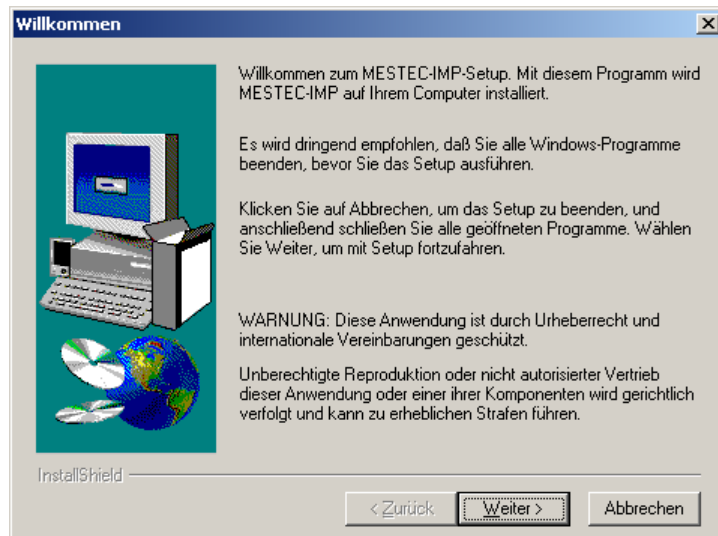 Willkommen
Willkommen zum MESTEC-IMP-Setup. Mit diesem Programm wird
MESTEC-IMP auf Ihrem Computer installiert.
Es wird dringend empfohlen, daß Sie alle Windows-Programme
beenden, bevor Sie das Setup ausführen.
Klicken Sie auf Abbrechen, um das Setup zu beenden, und
anschließend schließen Sie alle geöffneten Programme. Wählen
Sie Weiter, um mit Setup fortzufahren.
WARNUNG: Diese Anwendung ist durch Urheberrecht und
internationale Vereinbarungen geschützt.
Unberechtigte Reproduktion oder nicht autorisierter Vertrieb
dieser Anwendung oder einer ihrer Komponenten wird gerichtlich
verfolgt und kann zu erheblichen Strafen führen.
InstallShield
< Zurück Weiter > Abbrechen